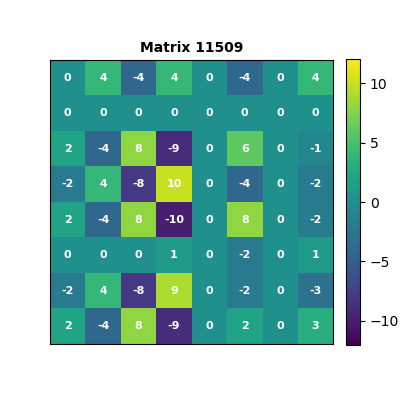 Matrix 11509
0 4 -4 4 0 -4 0 4
0 0 0 0 0 0 0 0
2 -4 8 -9 0 6 0 -1
-2 4 -8 10 0 -4 0 -2
2 -4 8 -10 0 8 0 -2
0 0 0 1 0 -2 0 1
-2 4 -8 9 0 -2 0 -3
2 -4 8 -9 0 2 0 3
10
5
0
−5
−10